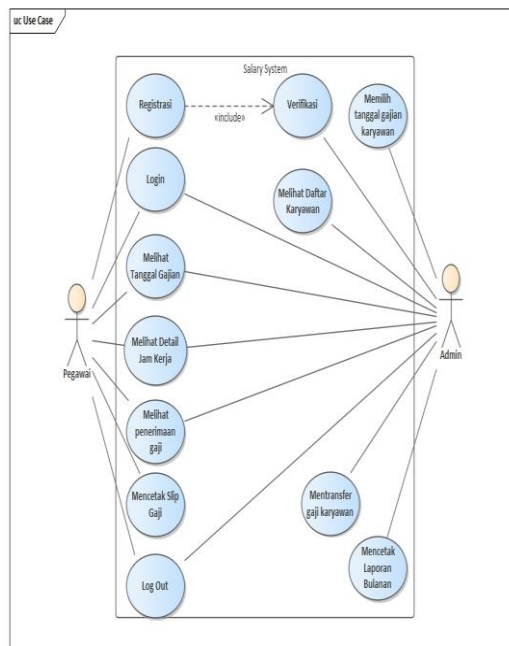 uc Use Case
Salary System
Registrasi
«include»
Verifikasi
Memilih
tanggal gajian
karyawan
Login
Melihat Daftar
Karyawan
Melihat
Tanggal Gajian
Melihat Detail
Jam Kerja
Pegawai
Admin
Melihat
penerimaan
gaji
Mencetak Slip
Gaji
Mentransfer
gaji karyawan
Log Out
Mencetak
Laporan
Bulanan